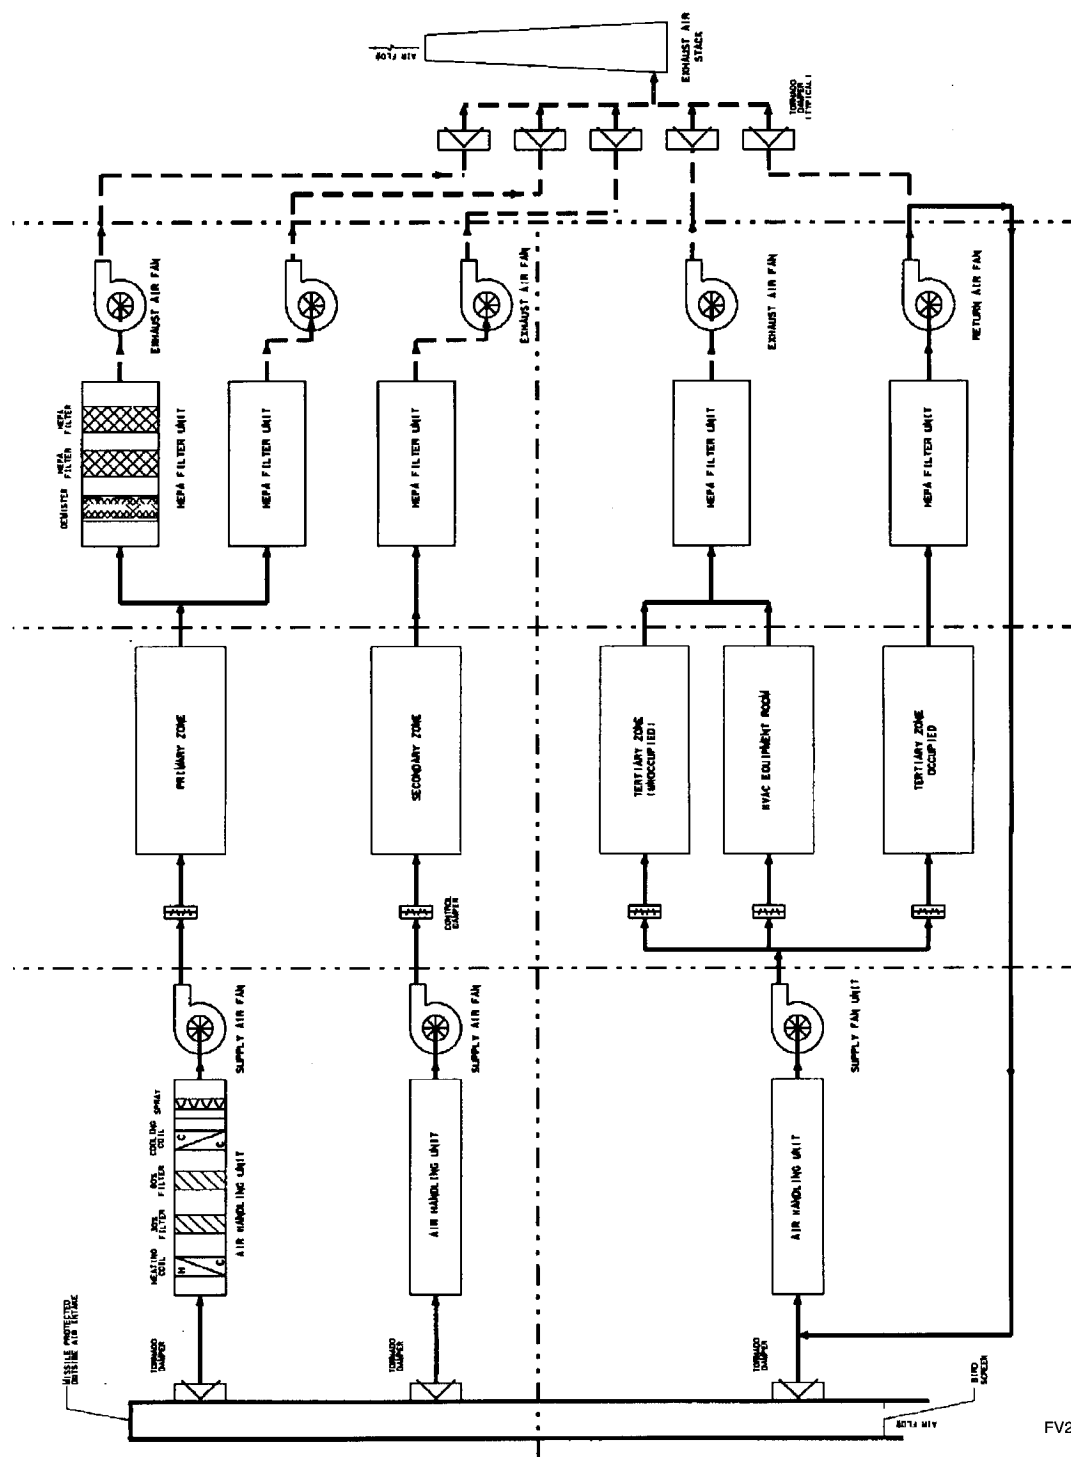 AIR FLOW
EXHAUST AIR
STACK
TORNADO
DAMPER
(TYPICAL)
EXHAUST AIR FAN
EXHAUST AIR FAN
EXHAUST AIR FAN
RETURN AIR FAN
DEMISTER
HEPA
FILTER
HEPA
FILTER
HEPA FILTER UNIT
HEPA FILTER UNIT
HEPA FILTER UNIT
HEPA FILTER UNIT
HEPA FILTER UNIT
PRIMARY ZONE
SECONDARY ZONE
TERTIARY ZONE
(UNOCCUPIED)
HVAC EQUIPMENT ROOM
TERTIARY ZONE
OCCUPIED
CONTROL
DAMPER
SUPPLY AIR FAN
SUPPLY AIR FAN
SUPPLY FAN UNIT
HEATING
COIL
30%
FILTER
80%
FILTER
COOLING
COIL
SPRAY
H
C
C
C
AIR HANDLING UNIT
AIR HANDLING UNIT
AIR HANDLING UNIT
TORNADO
DAMPER
TORNADO
DAMPER
TORNADO
DAMPER
MISSILE PROTECTED
OUTSIDE AIR INTAKE
BIRD
SCREEN
AIR FLOW
FV2